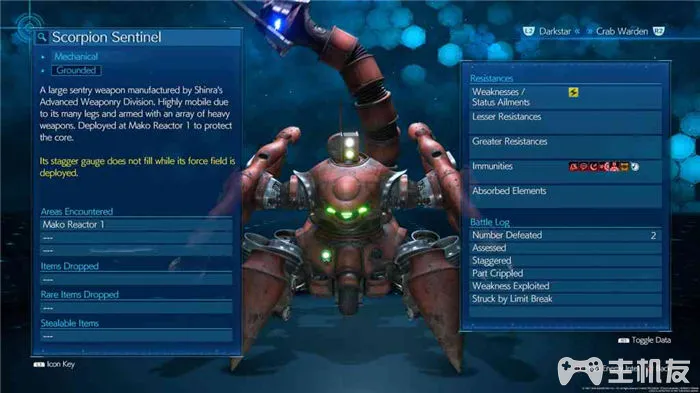 Scorpion Sentinel
Mechanical
Grounded
A large sentry weapon manufactured by Shinra's
Advanced Weaponry Division. Highly mobile due
to its many legs and armed with an array of heavy
weapons. Deployed at Mako Reactor 1 to protect
the core.
Its stagger gauge does not fill while its force field is
deployed.
Areas Encountered
Mako Reactor 1
---
---
Items Dropped
---
Rare Items Dropped
---
Stealable Items
---
L3 Icon Key
L2 Darkstar « » Crab Warden R2
Resistances
Weaknesses /
Status Ailments
Lesser Resistances
Greater Resistances
Immunities
Absorbed Elements
Battle Log
Number Defeated 2
Assessed
Staggered
Part Crippled
Weakness Exploited
Struck by Limit Break
R3 Toggle Data
主机友